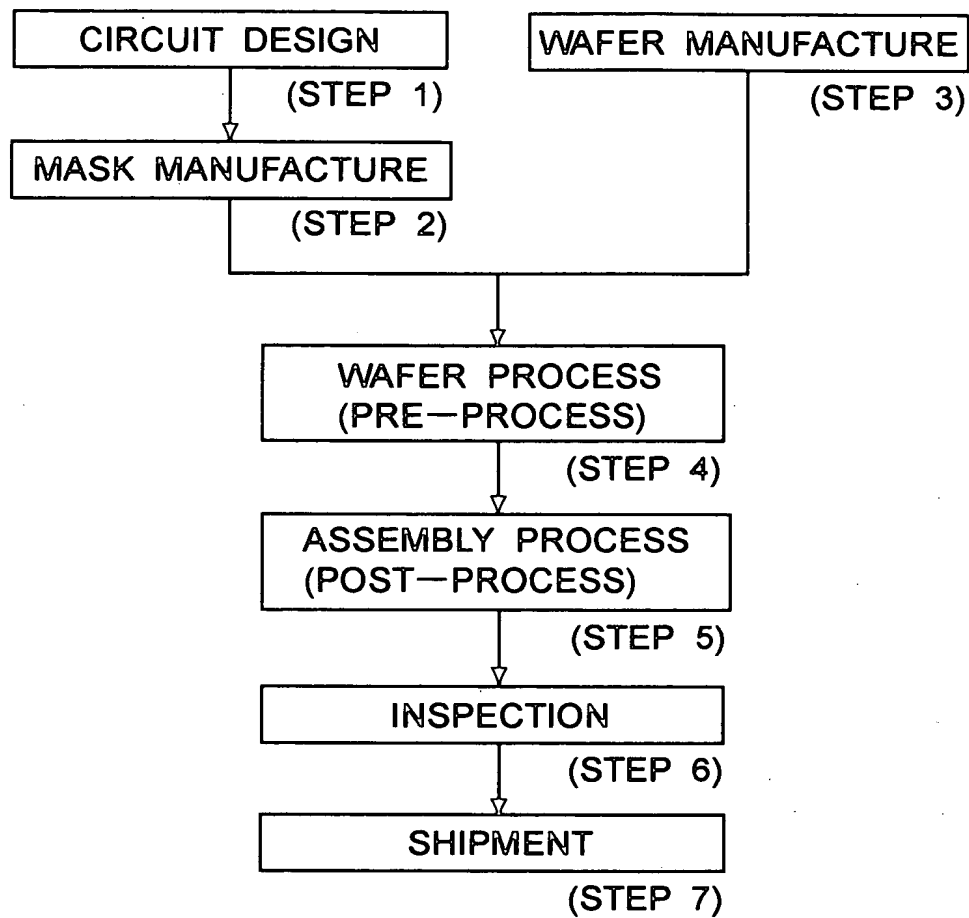 CIRCUIT DESIGN
(STEP 1)
MASK MANUFACTURE
(STEP 2)
WAFER MANUFACTURE
(STEP 3)
WAFER PROCESS
(PRE—PROCESS)
(STEP 4)
ASSEMBLY PROCESS
(POST—PROCESS)
(STEP 5)
INSPECTION
(STEP 6)
SHIPMENT
(STEP 7)